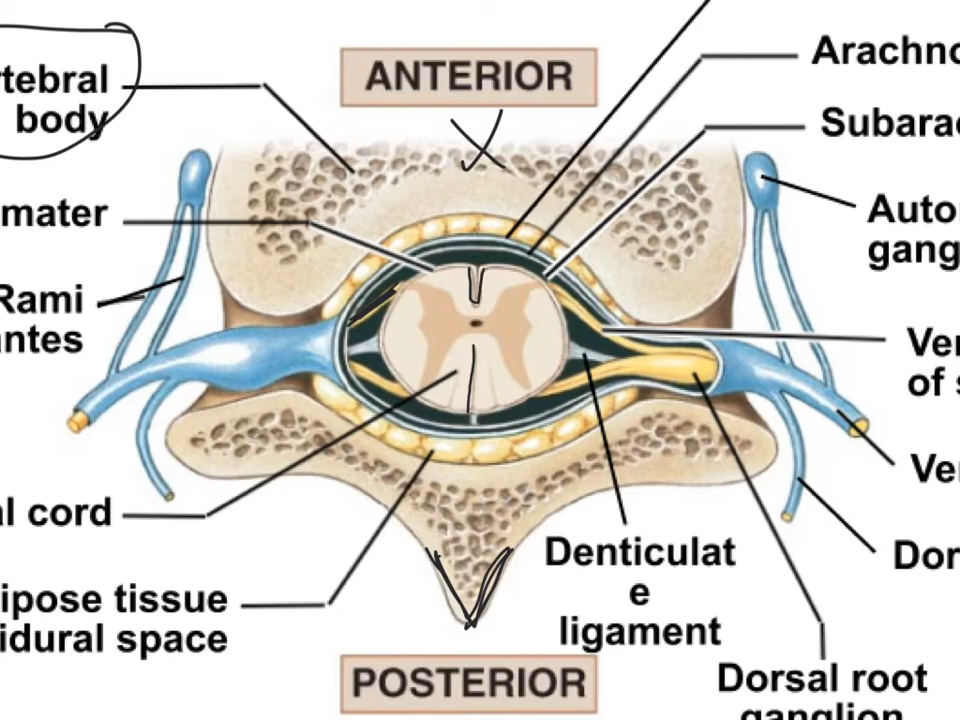 ANTERIOR
rtebral
body
Arachno
Subarac
mater
Auto
gang
Rami
antes
Ver
of s
Ver
al cord
Dor
ipose tissue
idural space
Denticulat
e
ligament
Dorsal root
ganglion
POSTERIOR